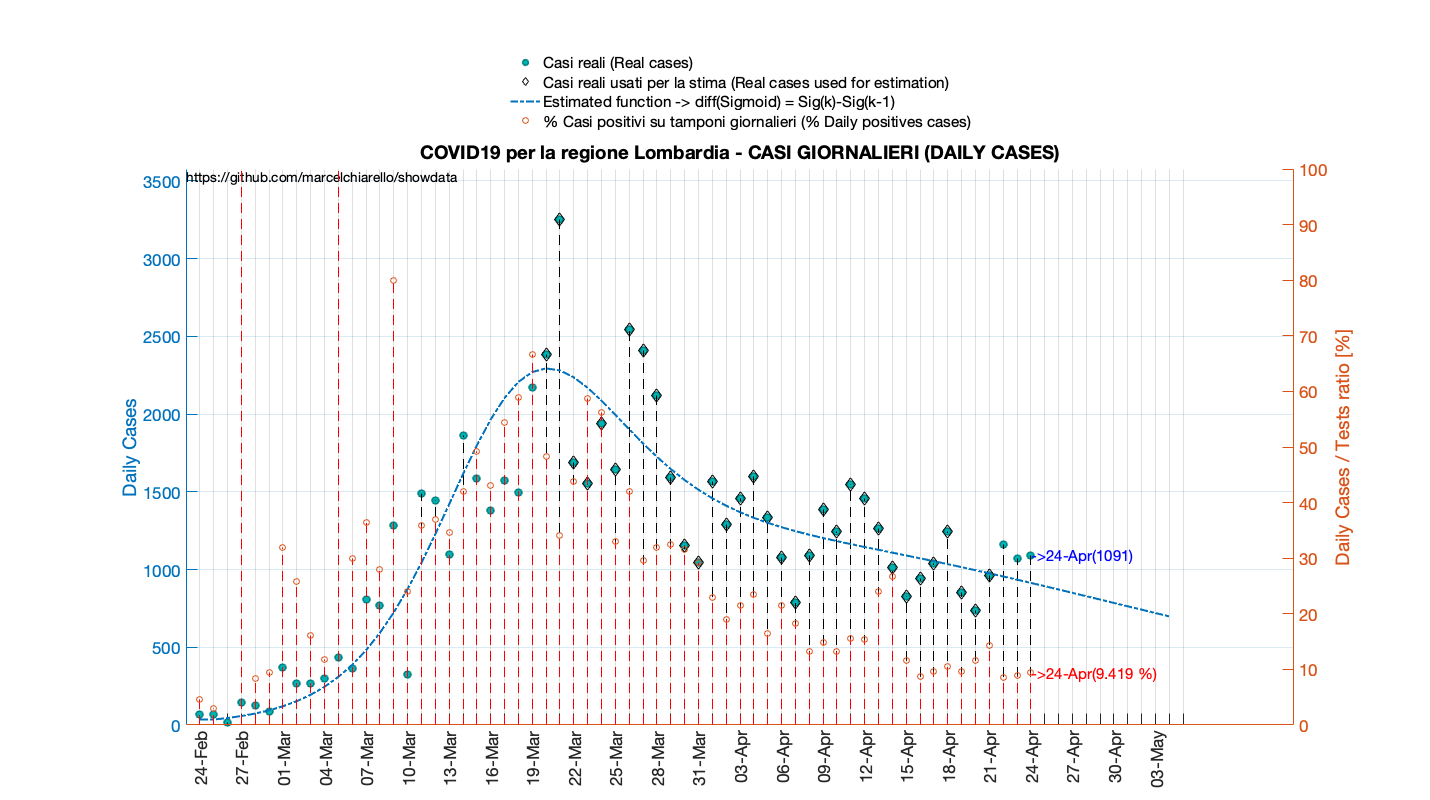 Casi reali (Real cases)
Casi reali usati per la stima (Real cases used for estimation)
Estimated function -> diff(Sigmoid) = Sig(k)-Sig(k-1)
% Casi positivi su tamponi giornalieri (% Daily positives cases)
COVID19 per la regione Lombardia - CASI GIORNALIERI (DAILY CASES)
https://github.com/marcelchiarello/showdata
Daily Cases
3500
3000
2500
2000
1500
1000
500
0
100
90
80
70
60
50
40
30
20
10
0
Daily Cases / Tests ratio [%]
->24-Apr(1091)
->24-Apr(9.419 %)
24-Feb
27-Feb
01-Mar
04-Mar
07-Mar
10-Mar
13-Mar
16-Mar
19-Mar
22-Mar
25-Mar
28-Mar
31-Mar
03-Apr
06-Apr
09-Apr
12-Apr
15-Apr
18-Apr
21-Apr
24-Apr
27-Apr
30-Apr
03-May